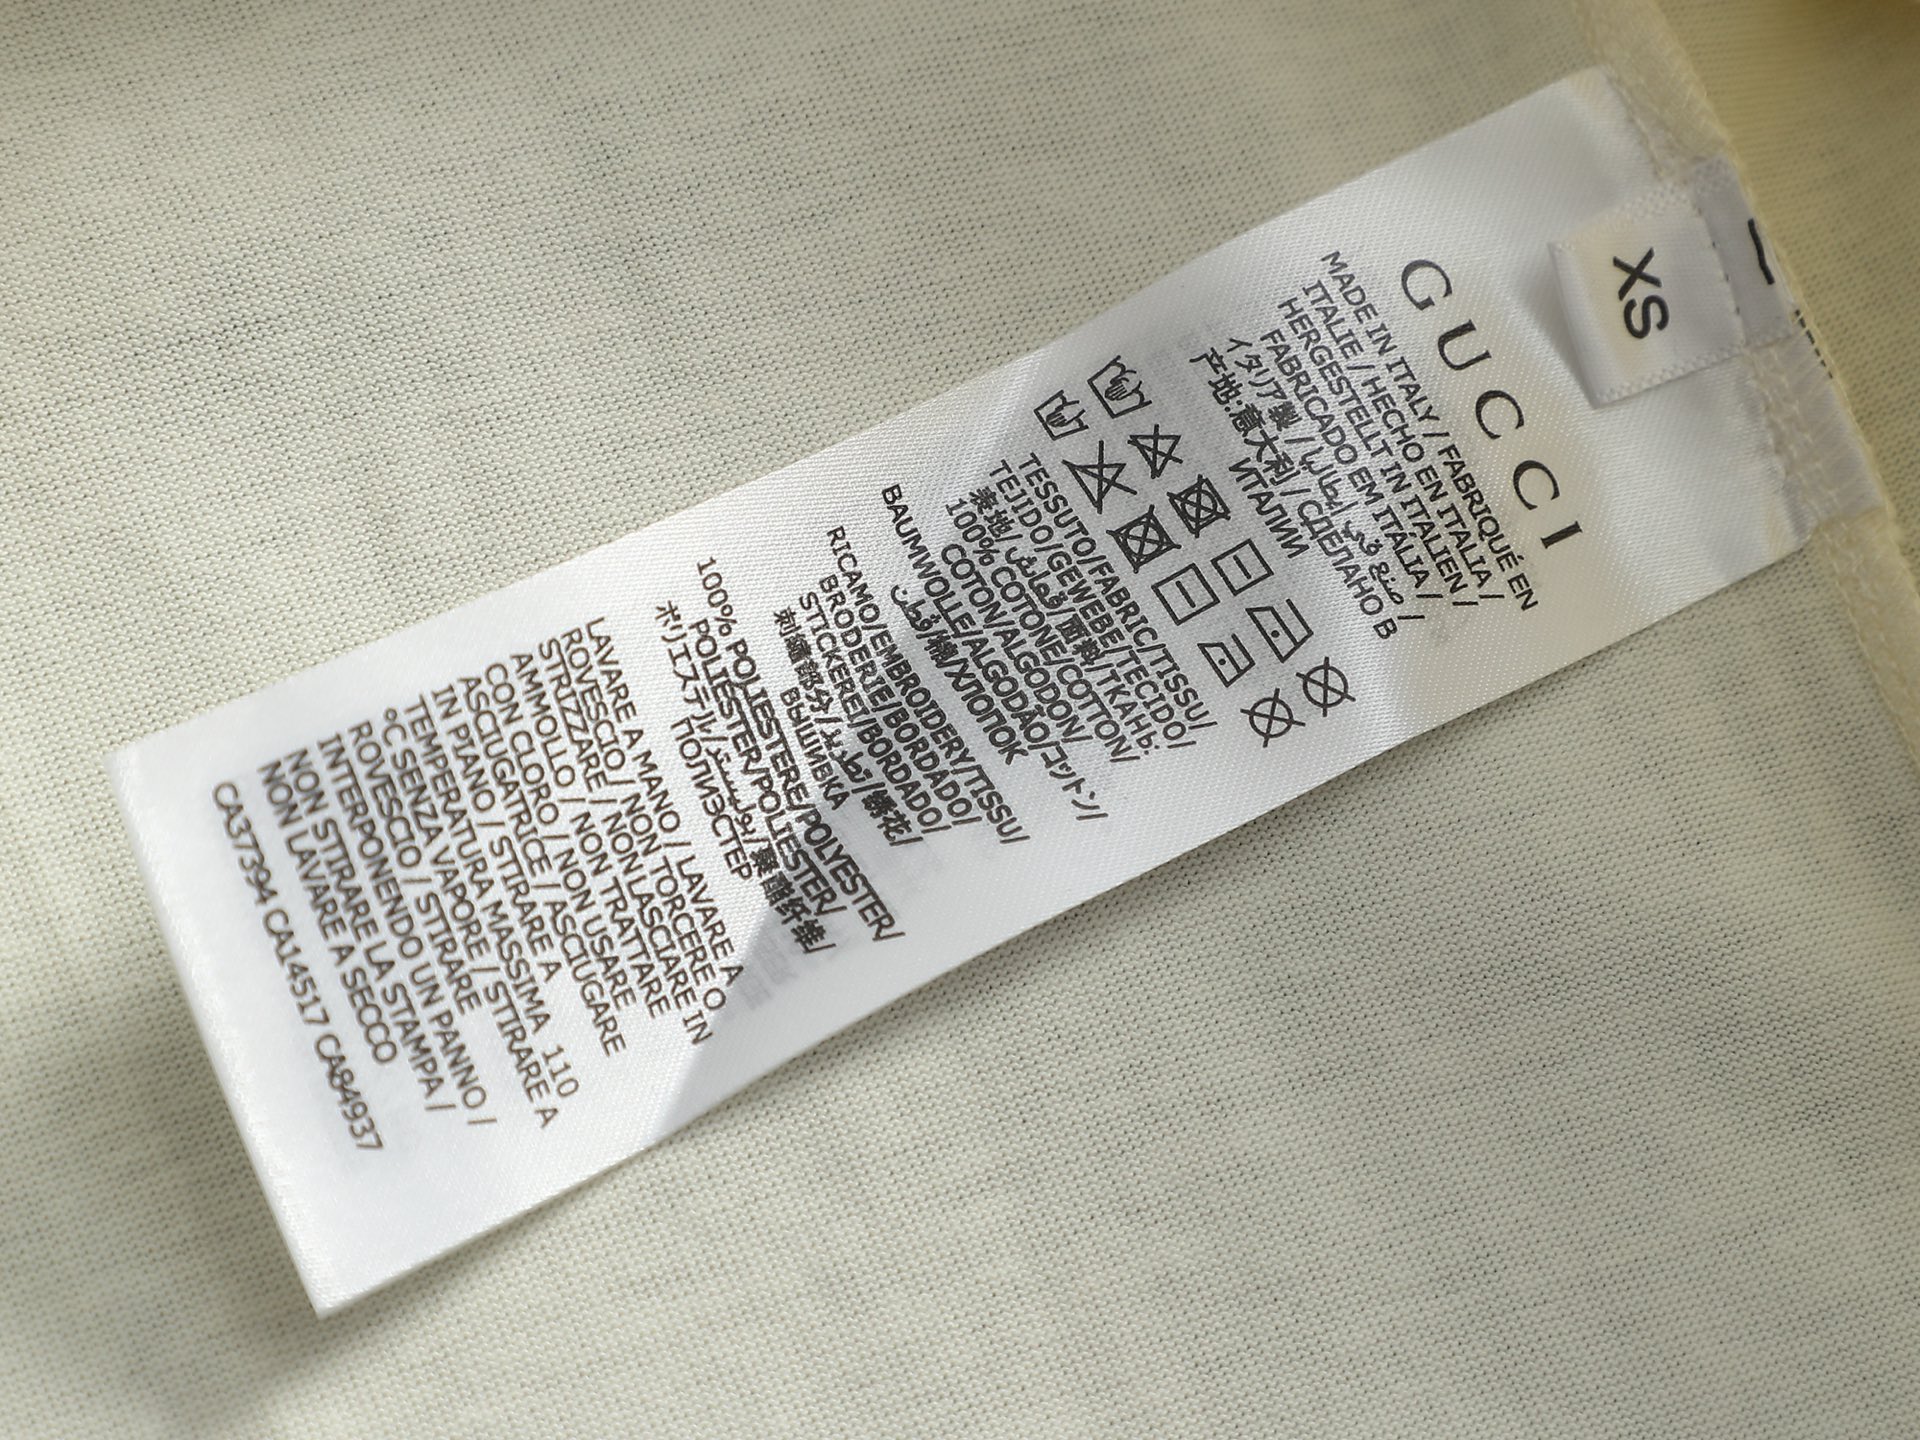 XS
GUCCI
MADE IN ITALY / FABRIQUÉ EN
ITALIE / HECHO EN ITALIA /
HERGESTELLT IN ITALIEN /
FABRICADO EM ITÁLIA /
イタリア製 / صنع في إيطاليا /
产地:意大利 / СДЕЛАНО В
ИТАЛИИ
TESSUTO/FABRIC/TISSU/
TEJIDO/GEWEBE/TECIDO/
表地/قماش/面料/ТКАНЬ:
100% COTONE/COTTON/
COTON/ALGODON/
BAUMWOLLE/ALGODÃO/コットン/
قطن/棉/ХЛОПОК
RICAMO/EMBROIDERY/TISSU/
BRODERIE/BORDADO/
STICKEREI/BORDADO/
刺繍部分/تطريز/绣花/
ВЫШИВКА
100% POLIESTERE/POLYESTER/
POLIESTER/POLIESTER/
ポリエステル/بوليستر/聚酯纤维/
ПОЛИЭСТЕР
LAVARE A MANO / LAVARE A
ROVESCIO / NON TORCERE O
STRIZZARE / NON LASCIARE IN
AMMOLLO / NON TRATTARE
CON CLORO / NON USARE
ASCIUGATRICE / ASCIUGARE
IN PIANO / STIRARE A
TEMPERATURA MASSIMA 110
°C SENZA VAPORE / STIRARE A
ROVESCIO / STIRARE
INTERPONENDO UN PANNO /
NON STIRARE LA STAMPA /
NON LAVARE A SECCO
CA37394 CA14517 CA84937